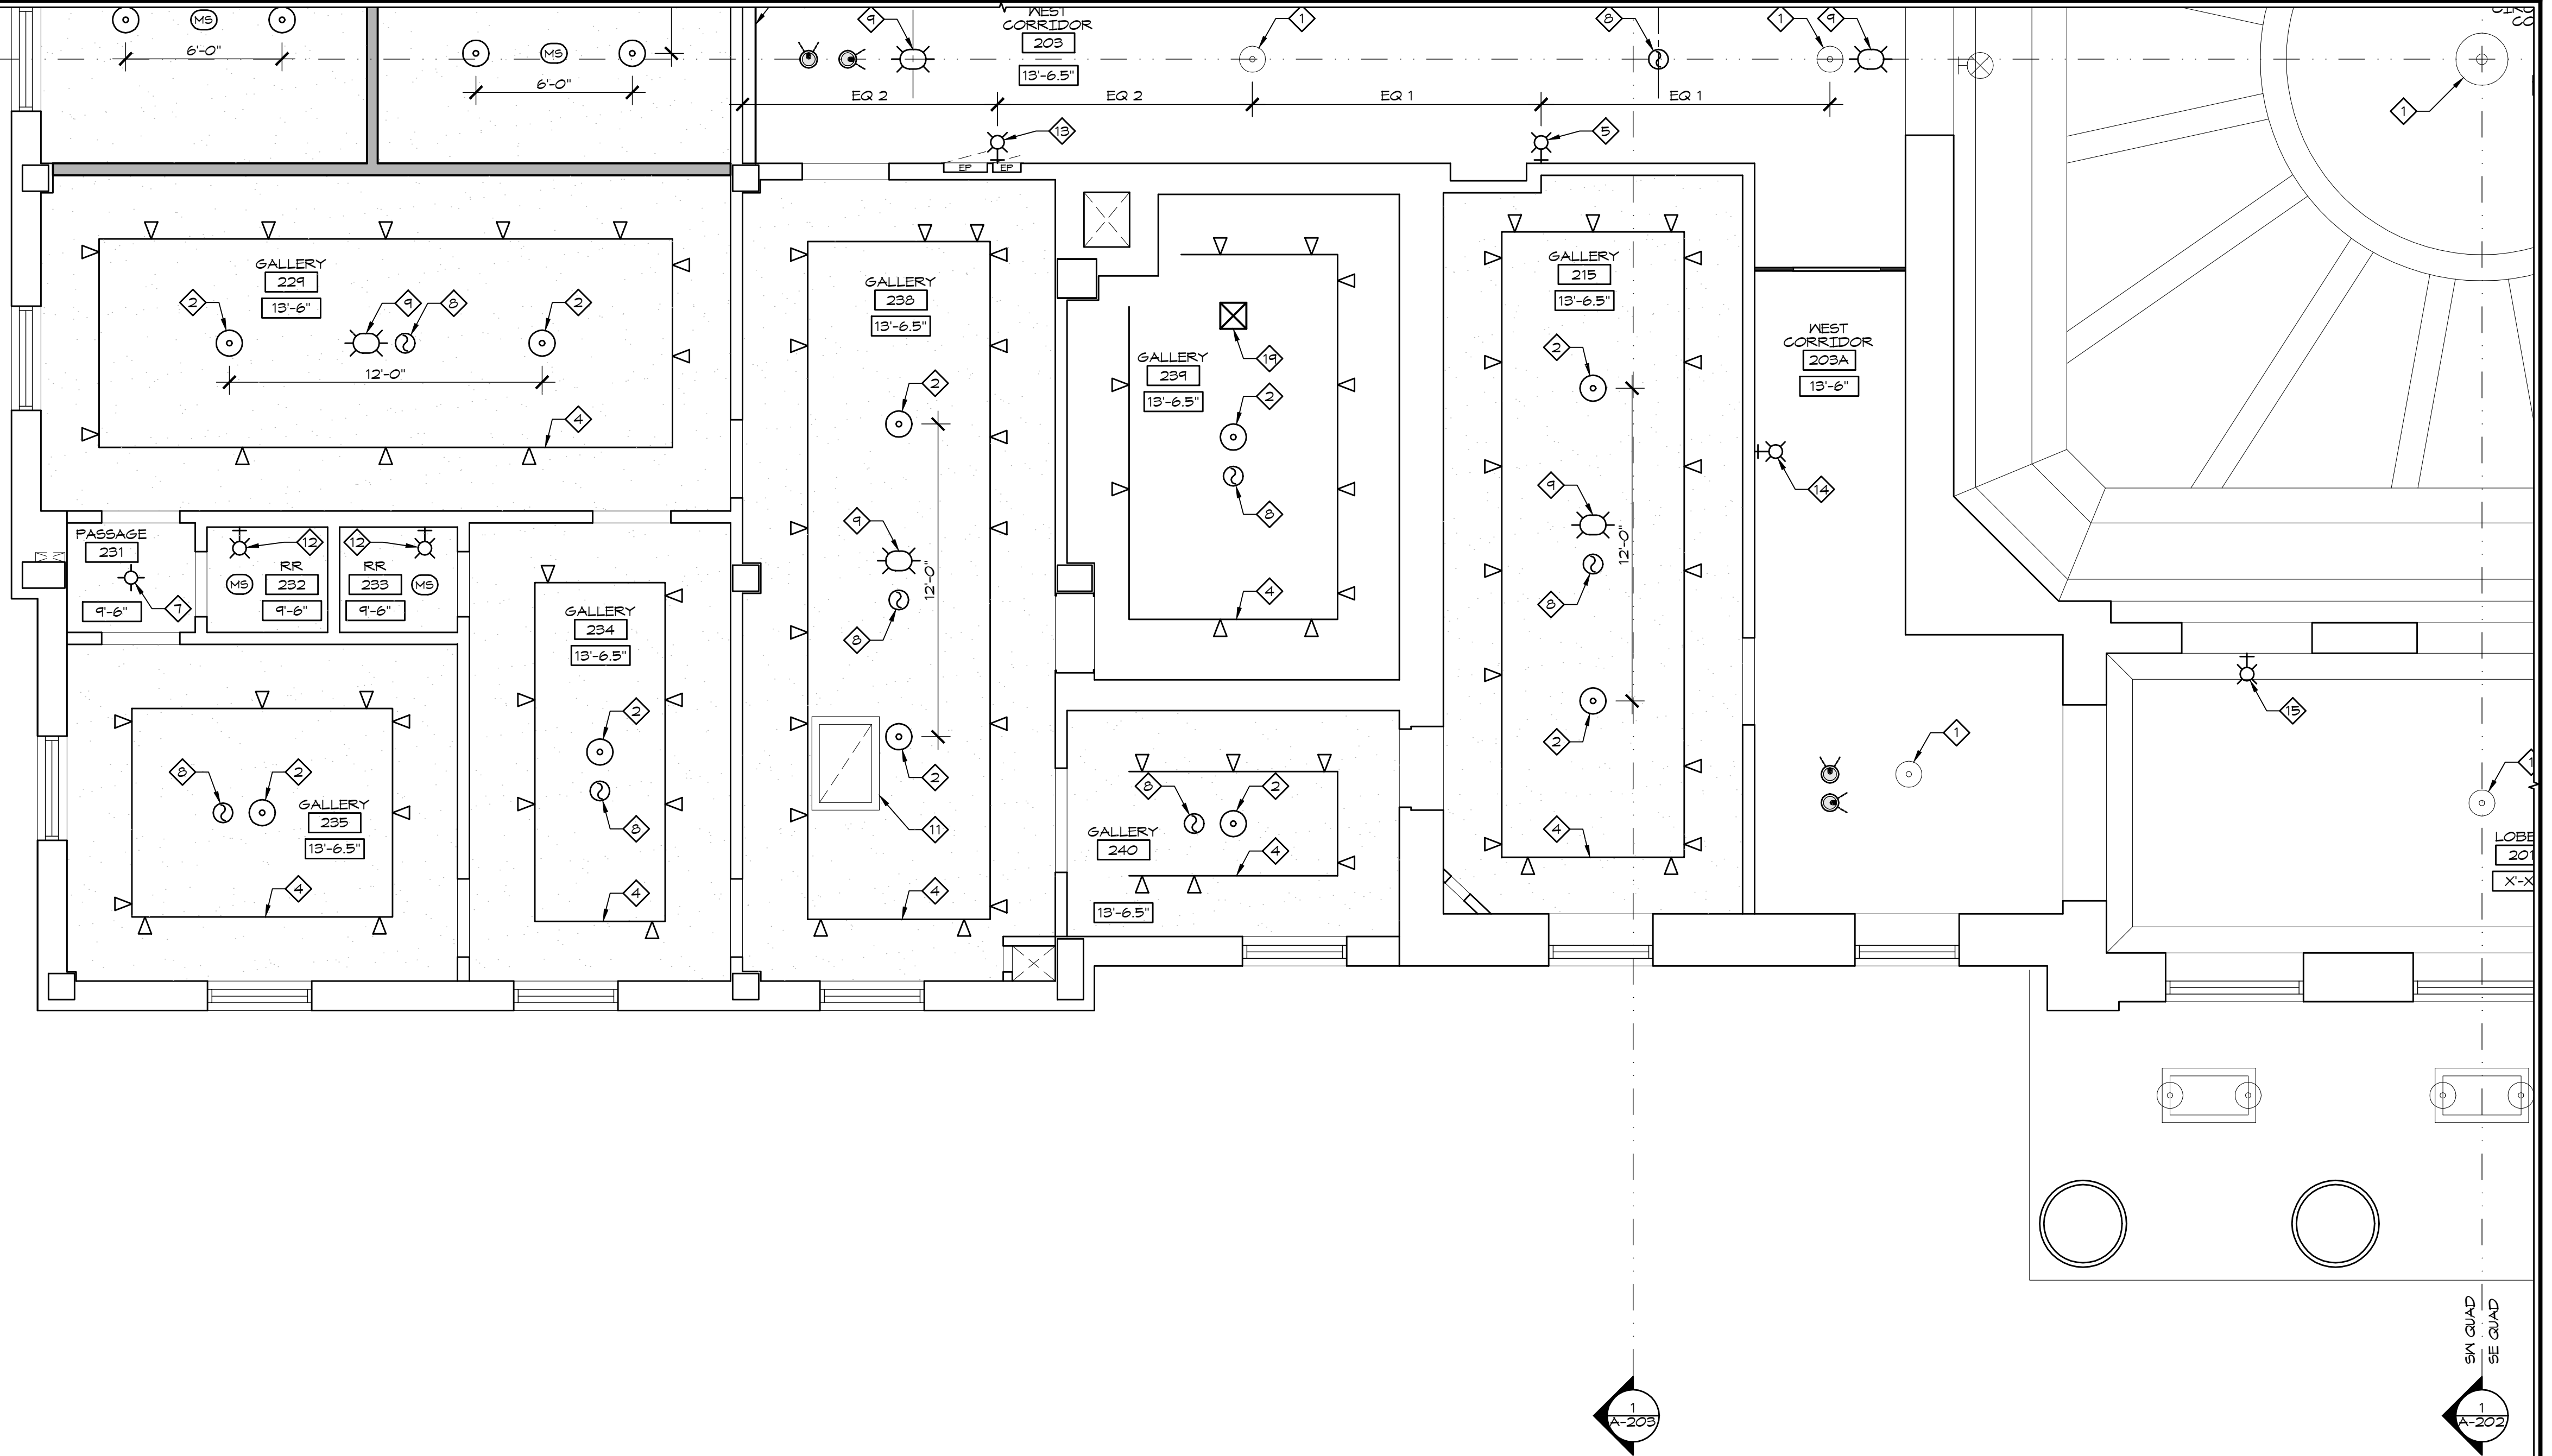 MS
6'-0"
MS
6'-0"
9
WEST
CORRIDOR
203
13'-6.5"
1
8
1
9
1
EQ 2
EQ 2
EQ 1
EQ 1
13
5
EP
EP
GALLERY
229
13'-6"
2
9
8
2
12'-0"
4
GALLERY
238
13'-6.5"
2
9
12'-0"
8
2
11
4
GALLERY
239
13'-6.5"
19
2
8
4
GALLERY
215
13'-6.5"
2
9
12'-0"
8
2
4
WEST
CORRIDOR
203A
13'-6"
14
1
PASSAGE
231
9'-6"
7
12
MS
RR
232
9'-6"
12
RR
233
MS
9'-6"
GALLERY
234
13'-6.5"
2
8
4
8
2
GALLERY
235
13'-6.5"
4
8
2
GALLERY
240
4
13'-6.5"
15
SW QUAD
SE QUAD
1
A-203
1
A-202